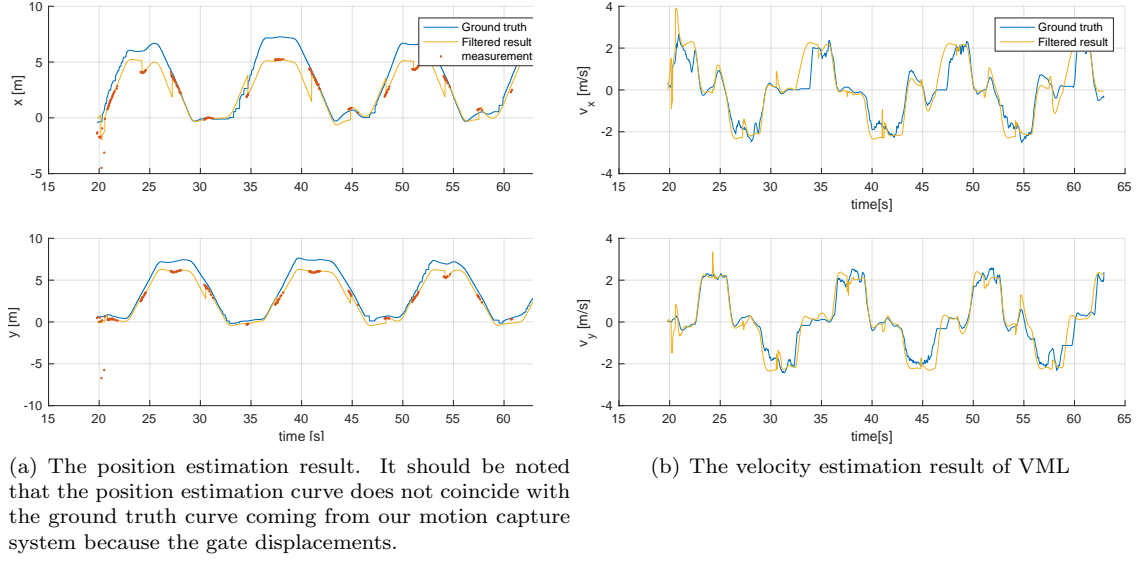 10
5
0
-5
x [m]
15 20 25 30 35 40 45 50 55 60
Ground truth
Filtered result
measurement
10
5
0
-5
-10
y [m]
15 20 25 30 35 40 45 50 55 60
time [s]
4
2
0
-2
-4
v_x [m/s]
15 20 25 30 35 40 45 50 55 60 65
time[s]
Ground truth
Filtered result
4
2
0
-2
-4
v_y [m/s]
15 20 25 30 35 40 45 50 55 60 65
time[s]
(a) The position estimation result. It should be noted
that the position estimation curve does not coincide with
the ground truth curve coming from our motion capture
system because the gate displacements.
(b) The velocity estimation result of VML